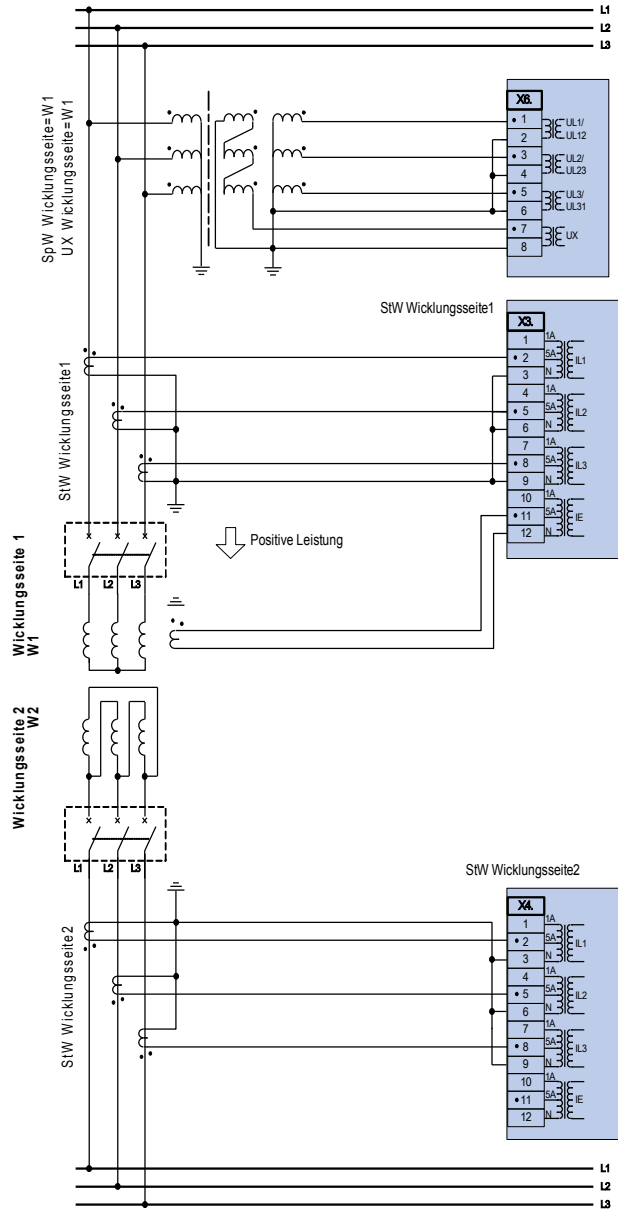 L1
L2
L3
SpW Wicklungsseite=W1
UX Wicklungsseite=W1
X6.
1
2
3
4
5
6
7
8
UL1/
UL12
UL2/
UL23
UL3/
UL31
UX
StW Wicklungsseite1
StW Wicklungsseite1
X3.
1 1A
2 5A IL1
3 N
4 1A
5 5A IL2
6 N
7 1A
8 5A IL3
9 N
10 1A
11 5A IE
12 N
Positive Leistung
L1 L2 L3
Wicklungsseite 1
W1
Wicklungsseite 2
W2
L1 L2 L3
StW Wicklungsseite2
StW Wicklungsseite2
X4.
1 1A
2 5A IL1
3 N
4 1A
5 5A IL2
6 N
7 1A
8 5A IL3
9 N
10 1A
11 5A IE
12 N
L1
L2
L3